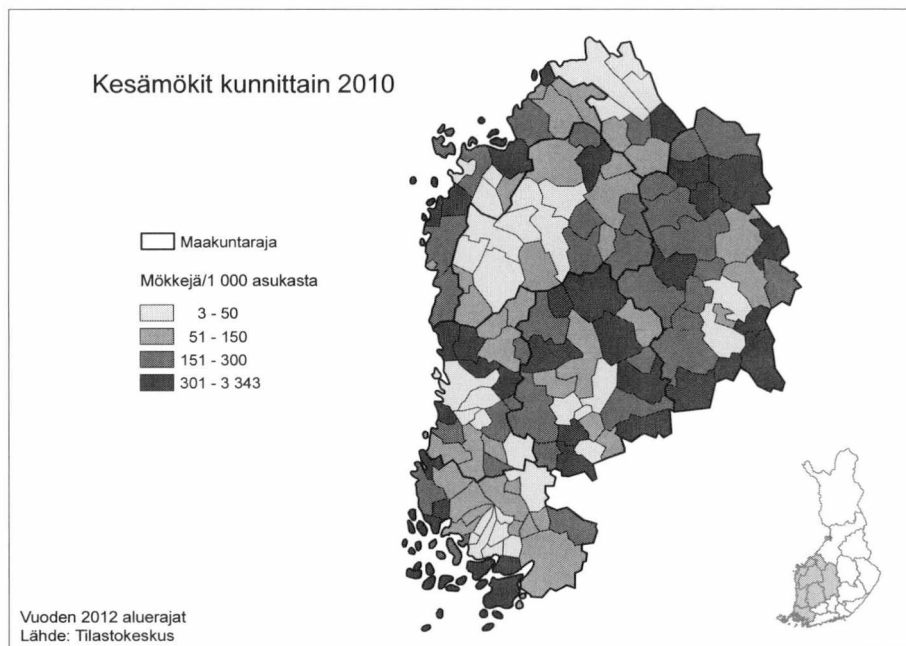 Kesämökit kunnittain 2010
Maakuntaraja
Mökkejä/1 000 asukasta
3 - 50
51 - 150
151 - 300
301 - 3 343
Vuoden 2012 aluerajat
Lähde: Tilastokeskus